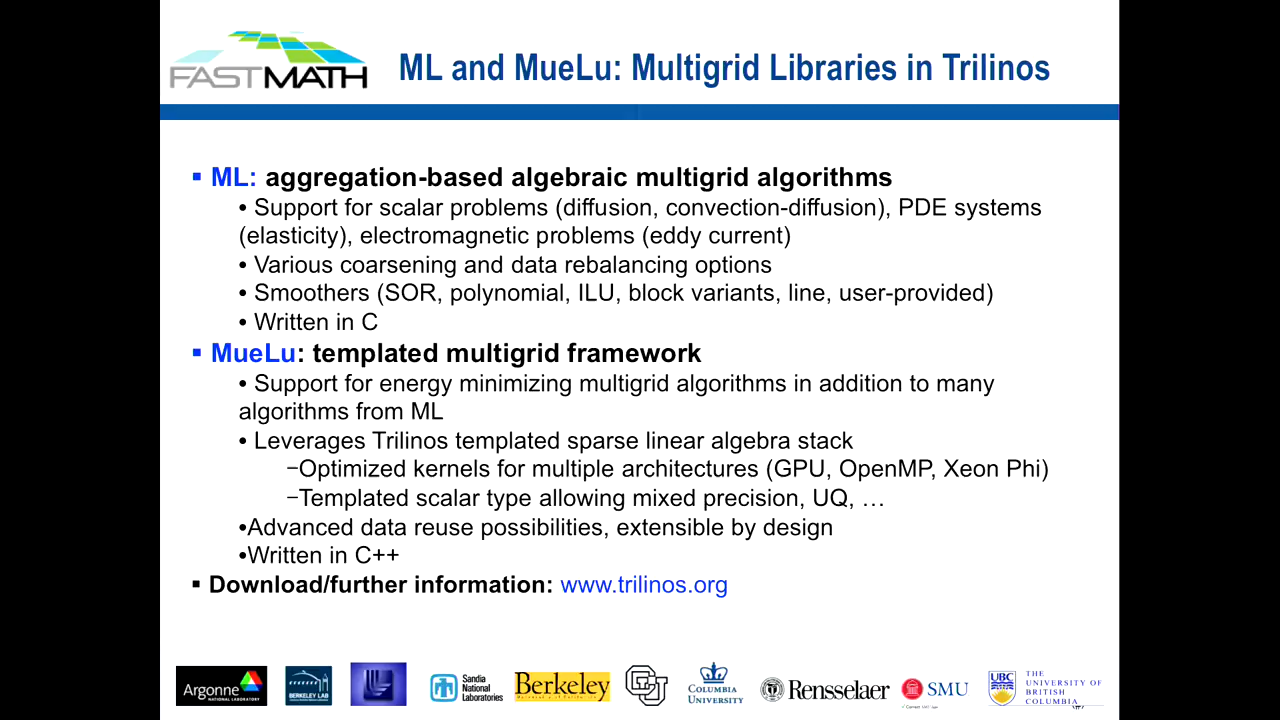 FASTMATH
ML and MueLu: Multigrid Libraries in Trilinos
▪ ML: aggregation-based algebraic multigrid algorithms
• Support for scalar problems (diffusion, convection-diffusion), PDE systems
(elasticity), electromagnetic problems (eddy current)
• Various coarsening and data rebalancing options
• Smoothers (SOR, polynomial, ILU, block variants, line, user-provided)
• Written in C
▪ MueLu: templated multigrid framework
• Support for energy minimizing multigrid algorithms in addition to many
algorithms from ML
• Leverages Trilinos templated sparse linear algebra stack
−Optimized kernels for multiple architectures (GPU, OpenMP, Xeon Phi)
−Templated scalar type allowing mixed precision, UQ, …
•Advanced data reuse possibilities, extensible by design
•Written in C++
▪ Download/further information: www.trilinos.org
Argonne
NATIONAL LABORATORY
BERKELEY LAB
Sandia
National
Laboratories
Berkeley
CU
COLUMBIA
UNIVERSITY
Rensselaer
SMU
UBC
THE
UNIVERSITY OF
BRITISH
COLUMBIA